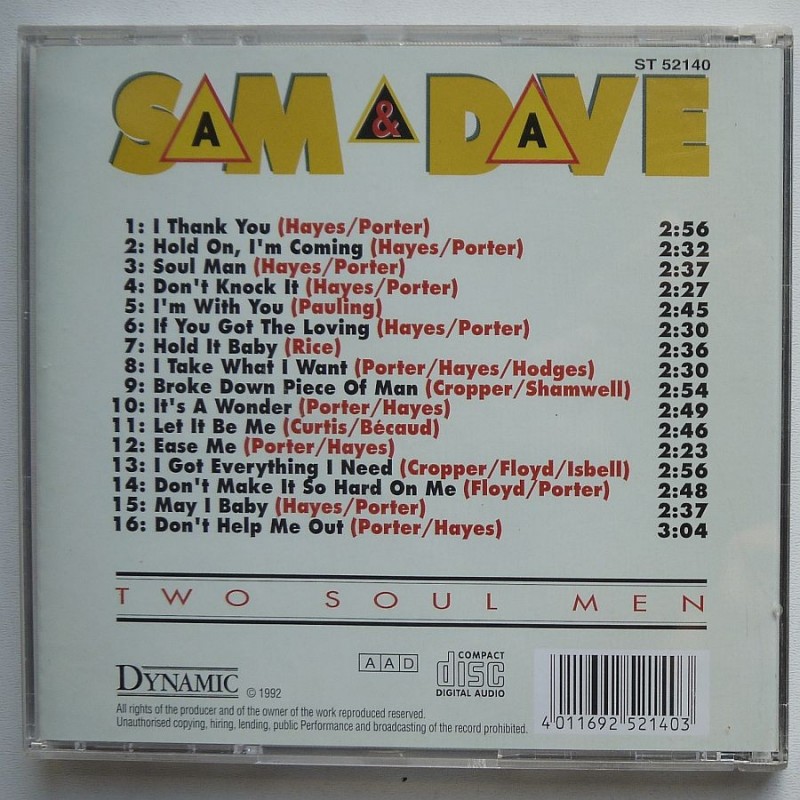 ST 52140
SAM & DAVE
1: I Thank You (Hayes/Porter) 2:56
2: Hold On, I'm Coming (Hayes/Porter) 2:32
3: Soul Man (Hayes/Porter) 2:37
4: Don't Knock It (Hayes/Porter) 2:27
5: I'm With You (Pauling) 2:45
6: If You Got The Loving (Hayes/Porter) 2:30
7: Hold It Baby (Rice) 2:36
8: I Take What I Want (Porter/Hayes/Hodges) 2:30
9: Broke Down Piece Of Man (Cropper/Shamwell) 2:54
10: It's A Wonder (Porter/Hayes) 2:49
11: Let It Be Me (Curtis/Bécaud) 2:46
12: Ease Me (Porter/Hayes) 2:23
13: I Got Everything I Need (Cropper/Floyd/Isbell) 2:56
14: Don't Make It So Hard On Me (Floyd/Porter) 2:48
15: May I Baby (Hayes/Porter) 2:37
16: Don't Help Me Out (Porter/Hayes) 3:04
TWO SOUL MEN
DYNAMIC © 1992
AAD
COMPACT
disc
DIGITAL AUDIO
All rights of the producer and of the owner of the work reproduced reserved.
Unauthorised copying, hiring, lending, public Performance and broadcasting of the record prohibited.
4 011692 521403